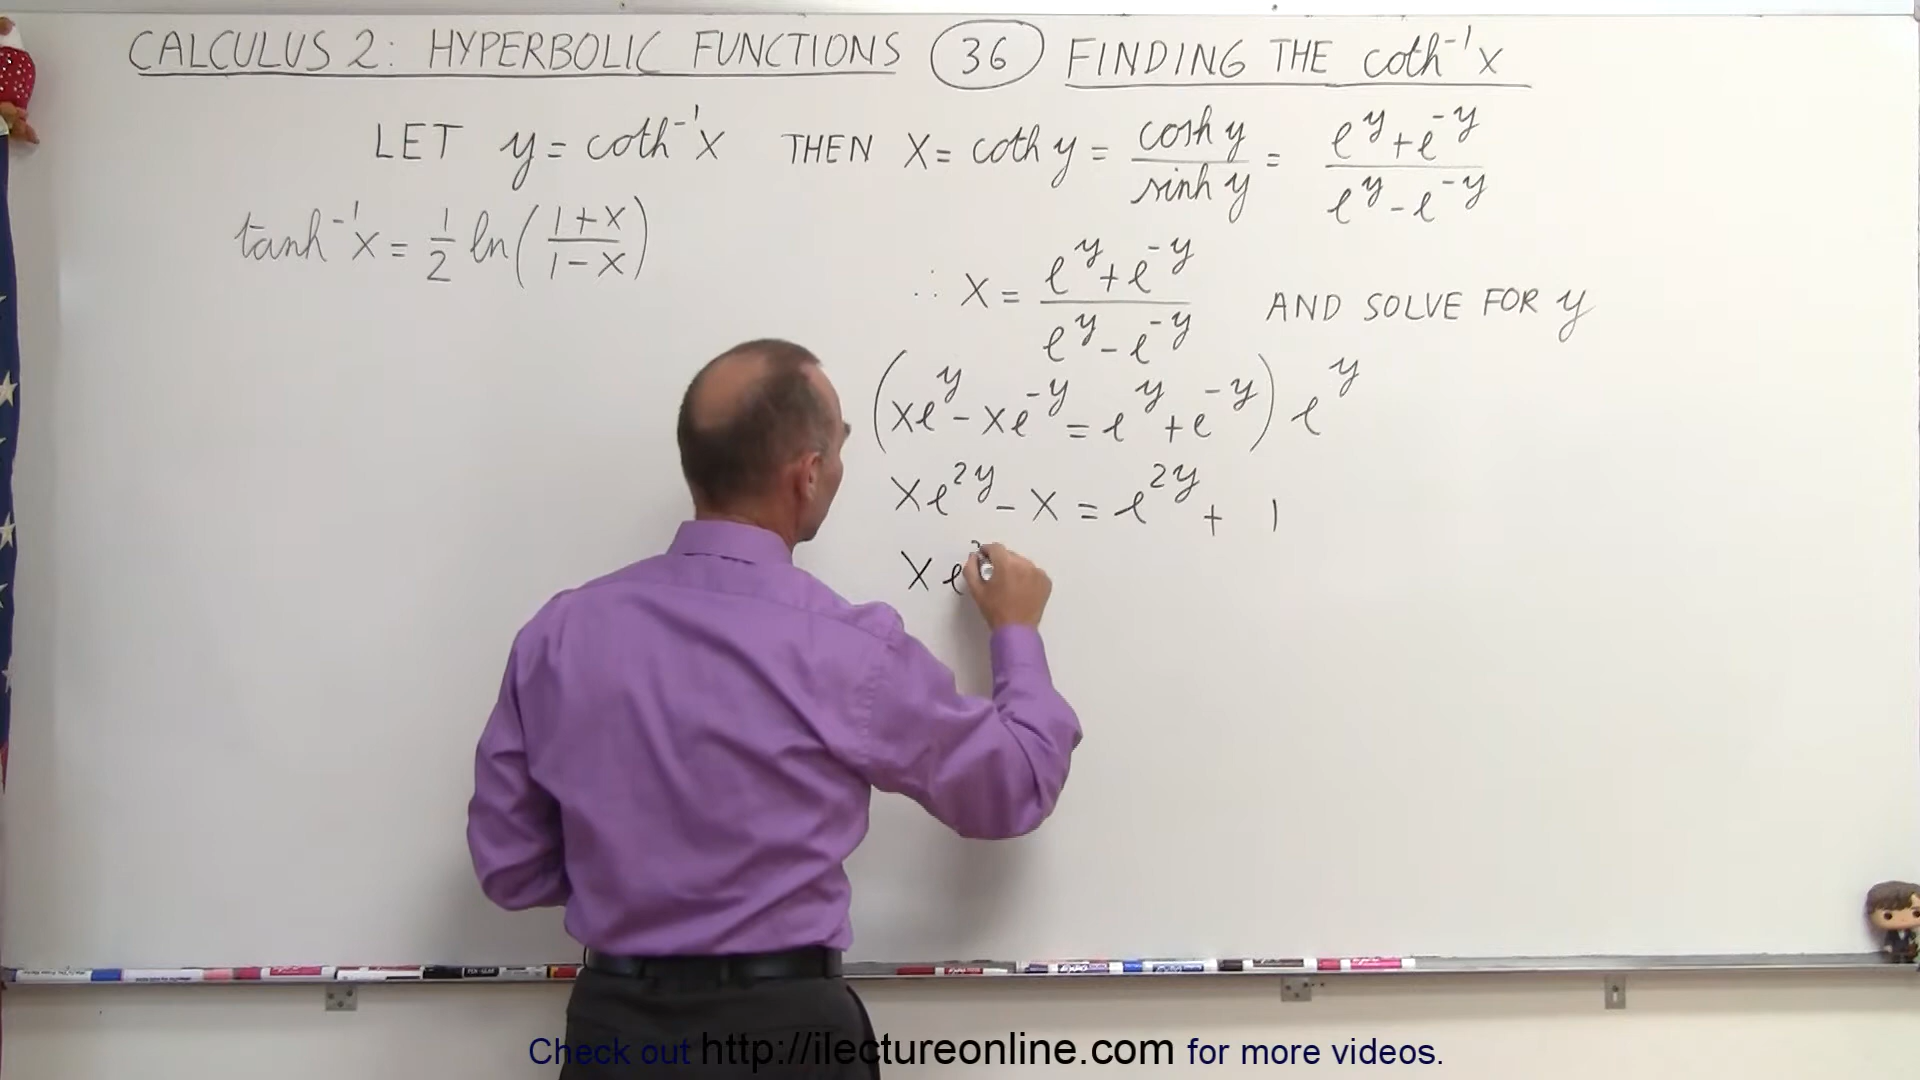 CALCULUS 2: HYPERBOLIC FUNCTIONS (36) FINDING THE coth⁻¹x
LET y = coth⁻¹x THEN x = coth y = cosh y / sinh y = (e^y + e^-y) / (e^y - e^-y)
tanh⁻¹x = 1/2 ln((1+x)/(1-x))
∴ x = (e^y + e^-y) / (e^y - e^-y) AND SOLVE FOR y
(xe^y - xe^-y = e^y + e^-y) e^y
xe^2y - x = e^2y + 1
xe
Check out http://ilectureonline.com for more videos.